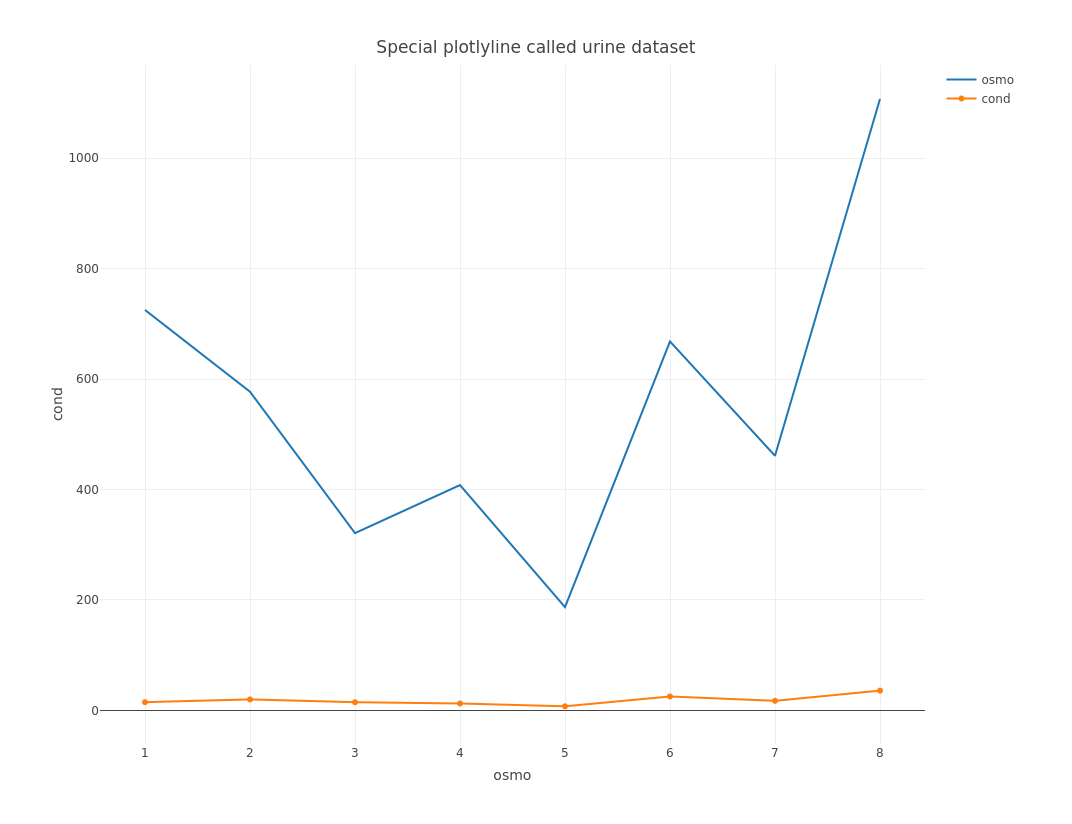 Special plotlyline called urine dataset
osmo
cond
1000
800
600
400
200
0
cond
1 2 3 4 5 6 7 8
osmo